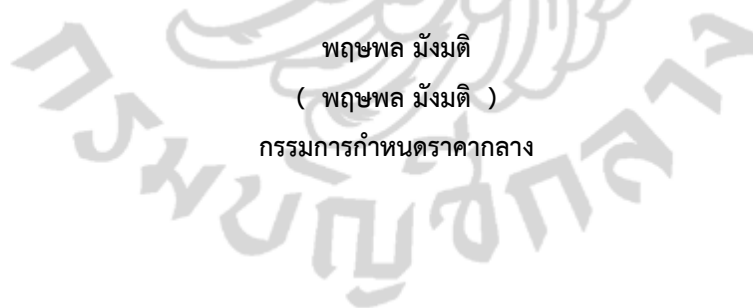 พฤษพล มังมติ
( พฤษพล มังมติ )
กรรมการกำหนดราคากลาง
กรมบัญชีกลาง